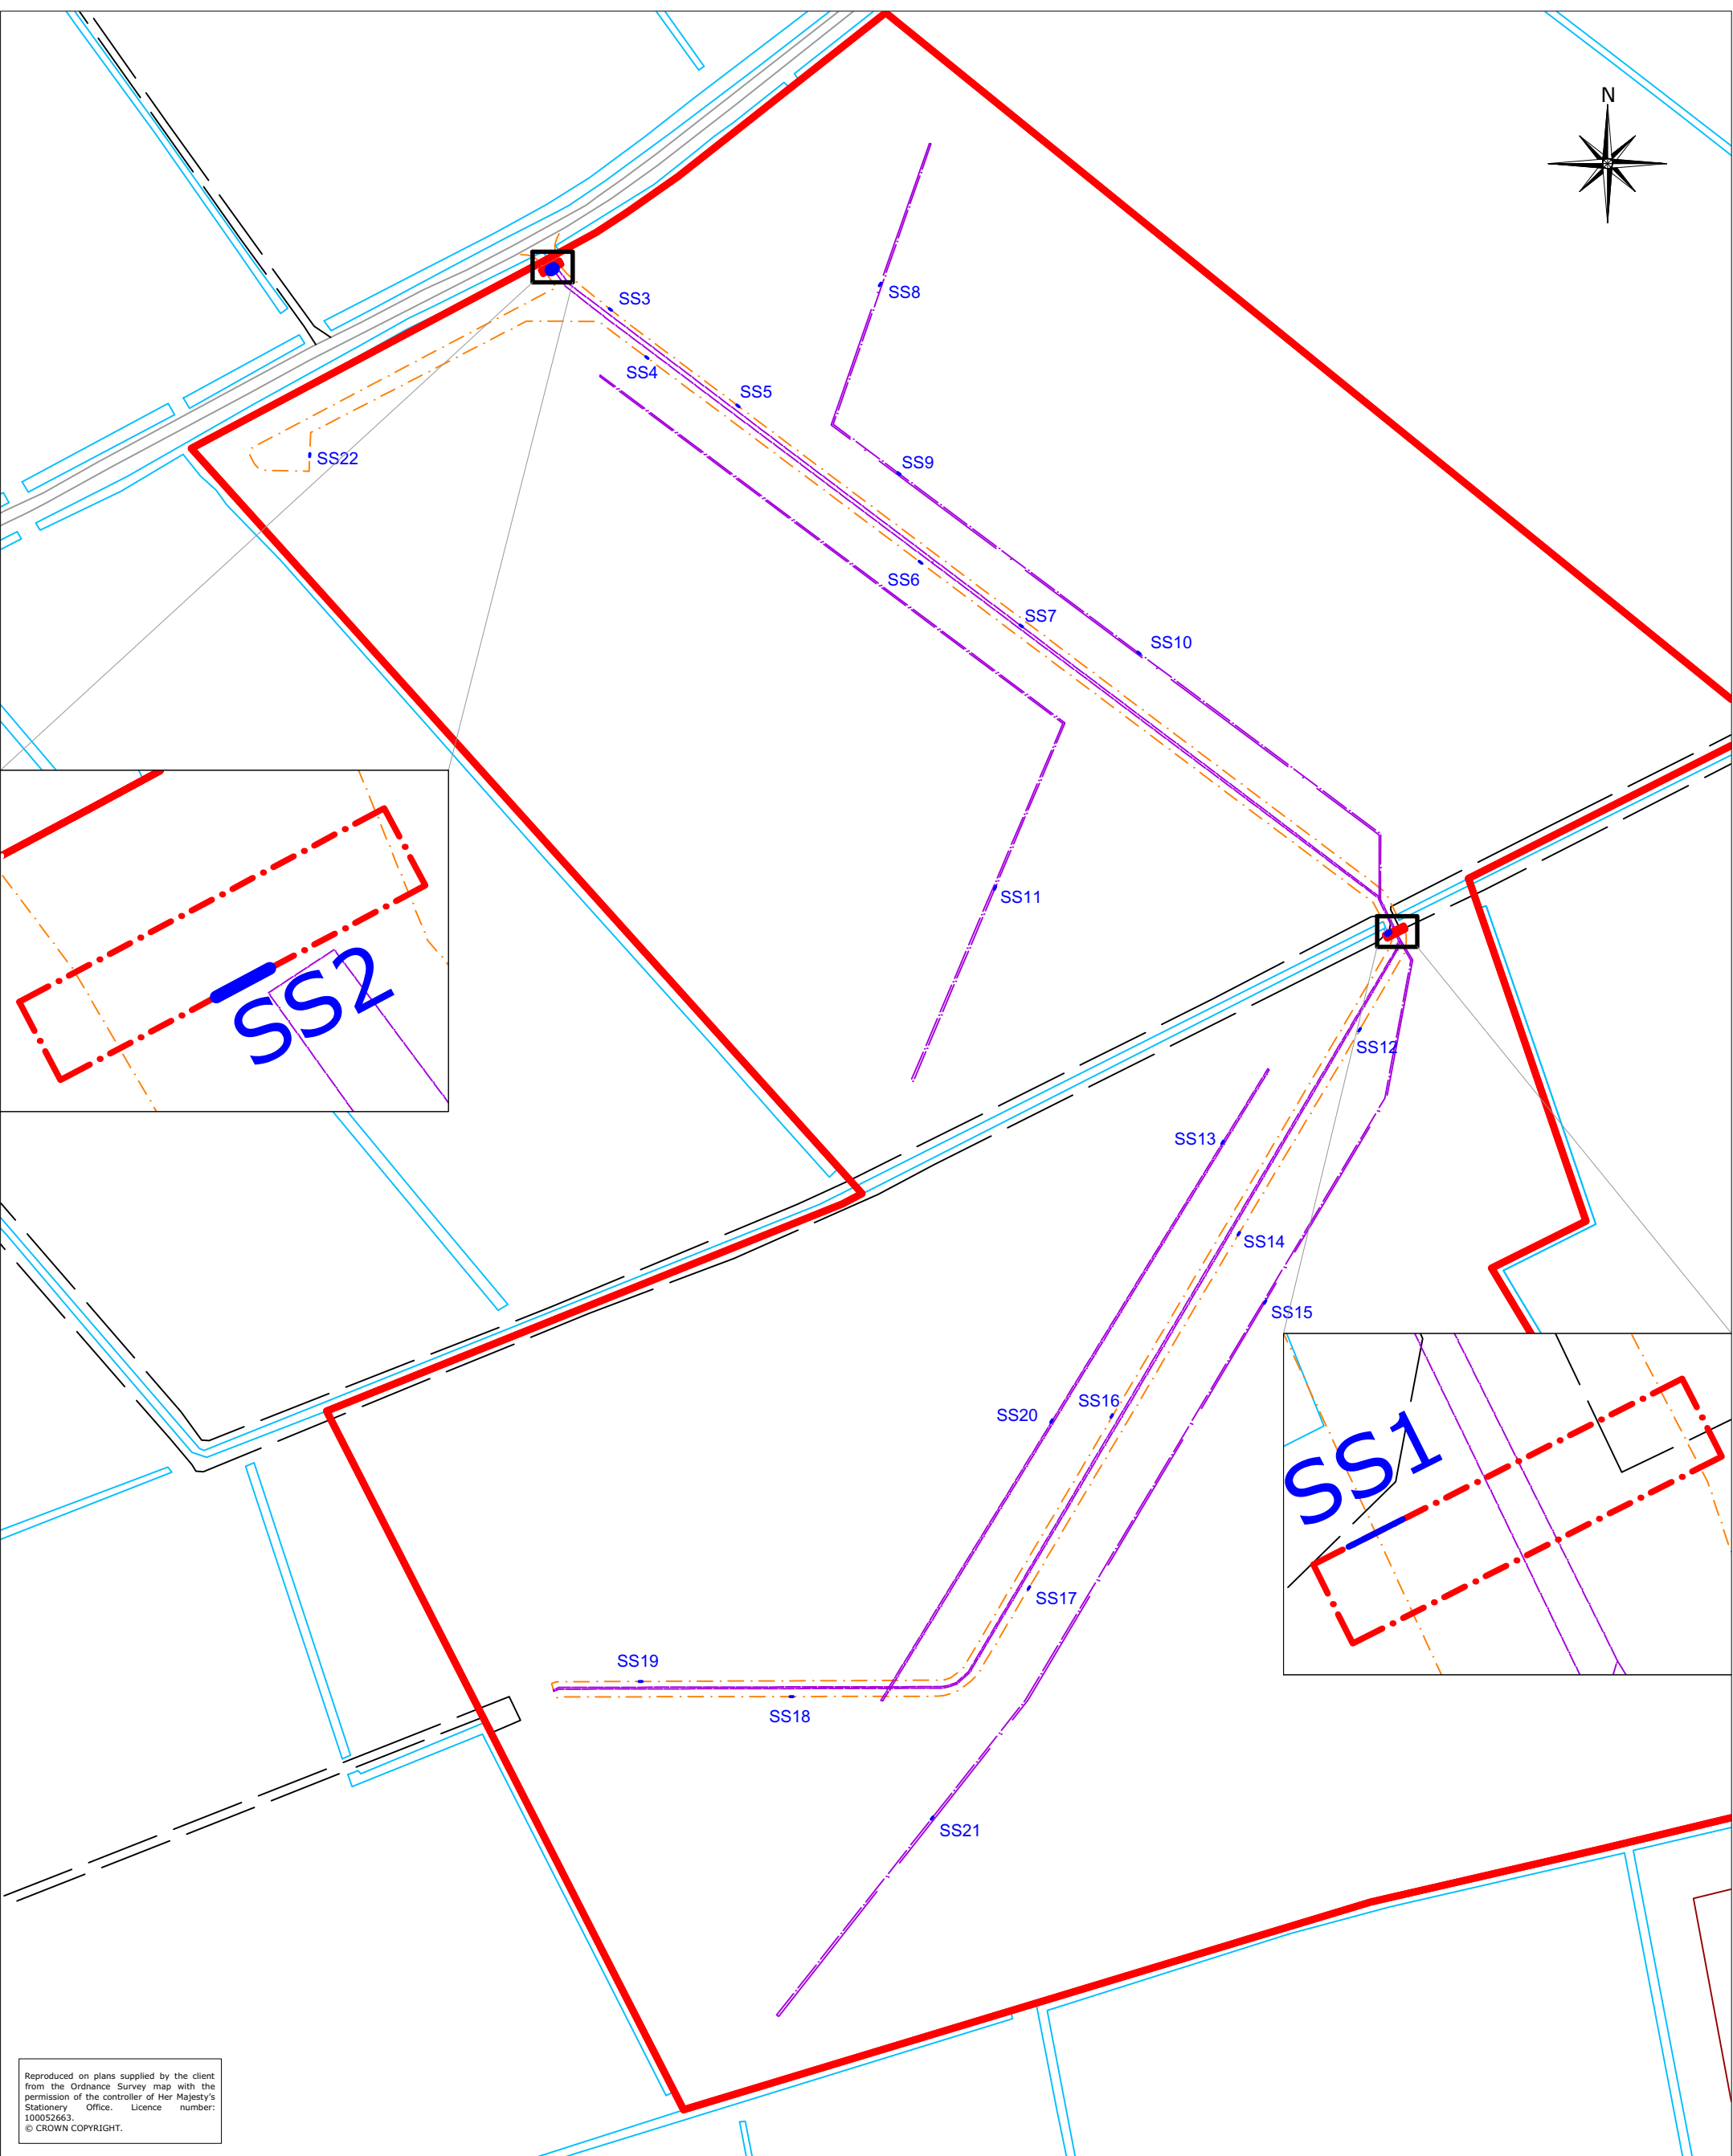 N
SS3
SS8
SS4
SS5
SS22
SS9
SS6
SS7
SS10
SS11
SS2
SS12
SS13
SS14
SS15
SS1
SS16
SS20
SS17
SS19
SS18
SS21
Reproduced on plans supplied by the client
from the Ordnance Survey map with the
permission of the controller of Her Majesty's
Stationery Office. Licence number:
100052663.
© CROWN COPYRIGHT.